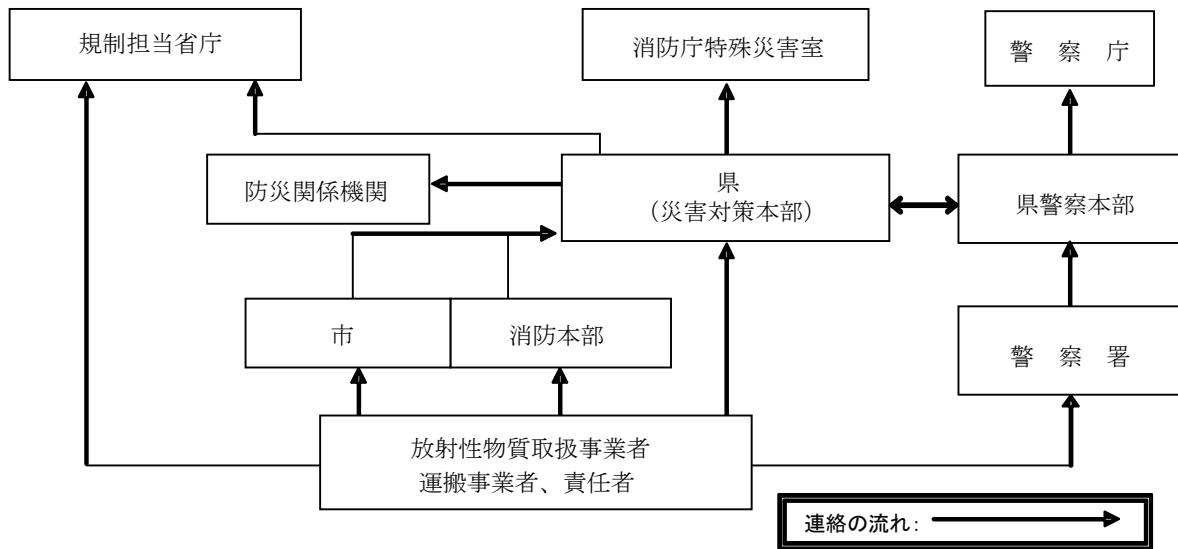 規制担当省庁
消防庁特殊災害室
警　察　庁
防災関係機関
県
（災害対策本部）
県警察本部
市
消防本部
警　察　署
放射性物質取扱事業者
運搬事業者、責任者
連絡の流れ：